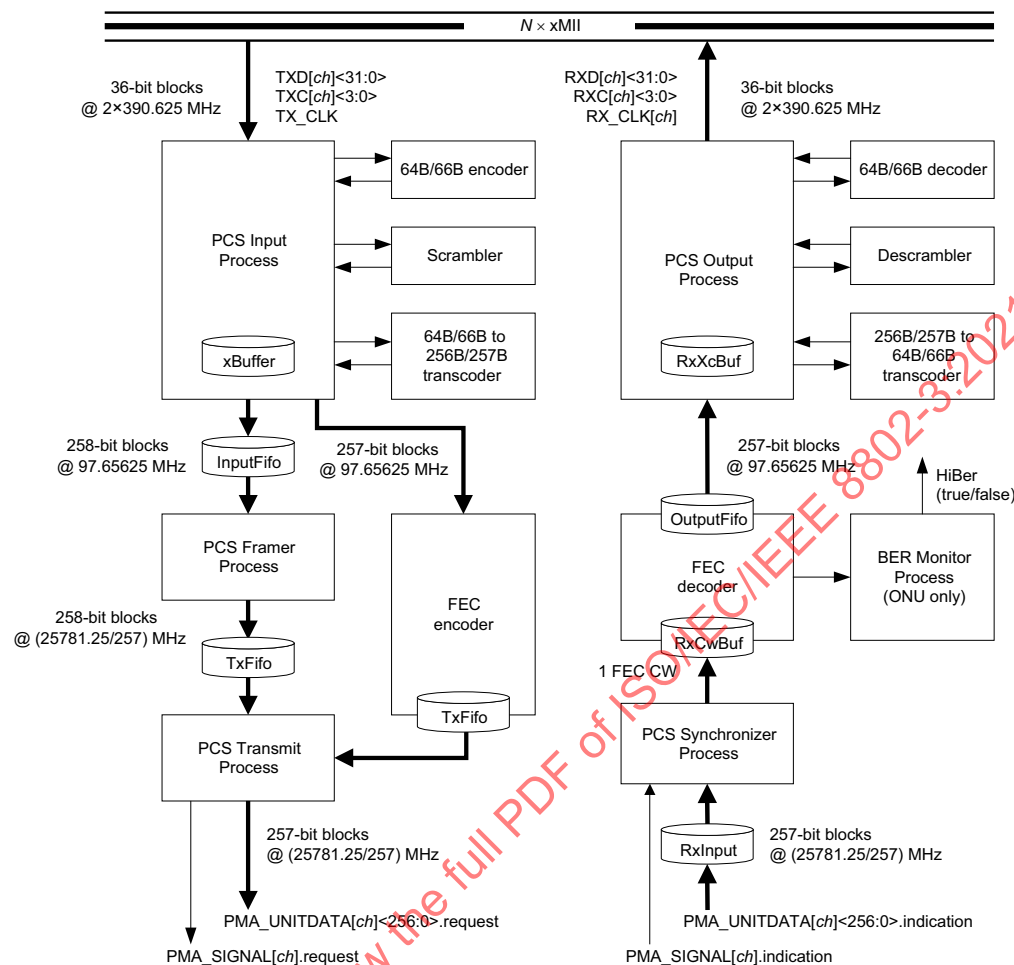 N × xMII
36-bit blocks
@ 2×390.625 MHz
TXD[ch]<31:0>
TXC[ch]<3:0>
TX_CLK
RXD[ch]<31:0>
RXC[ch]<3:0>
RX_CLK[ch]
36-bit blocks
@ 2×390.625 MHz
PCS Input
Process
xBuffer
64B/66B encoder
Scrambler
64B/66B to
256B/257B
transcoder
PCS Output
Process
RxXcBuf
64B/66B decoder
Descrambler
256B/257B to
64B/66B
transcoder
258-bit blocks
@ 97.65625 MHz
InputFifo
257-bit blocks
@ 97.65625 MHz
257-bit blocks
@ 97.65625 MHz
HiBer
(true/false)
PCS Framer
Process
FEC
encoder
OutputFifo
FEC
decoder
RxCwBuf
BER Monitor
Process
(ONU only)
258-bit blocks
@ (25781.25/257) MHz
TxFifo
TxFifo
1 FEC CW
PCS Transmit
Process
PCS Synchronizer
Process
257-bit blocks
@ (25781.25/257) MHz
RxInput
257-bit blocks
@ (25781.25/257) MHz
PMA_UNITDATA[ch]<256:0>.request
PMA_SIGNAL[ch].request
PMA_UNITDATA[ch]<256:0>.indication
PMA_SIGNAL[ch].indication
the full PDF of ISO/IEC/IEEE 8802-3:202